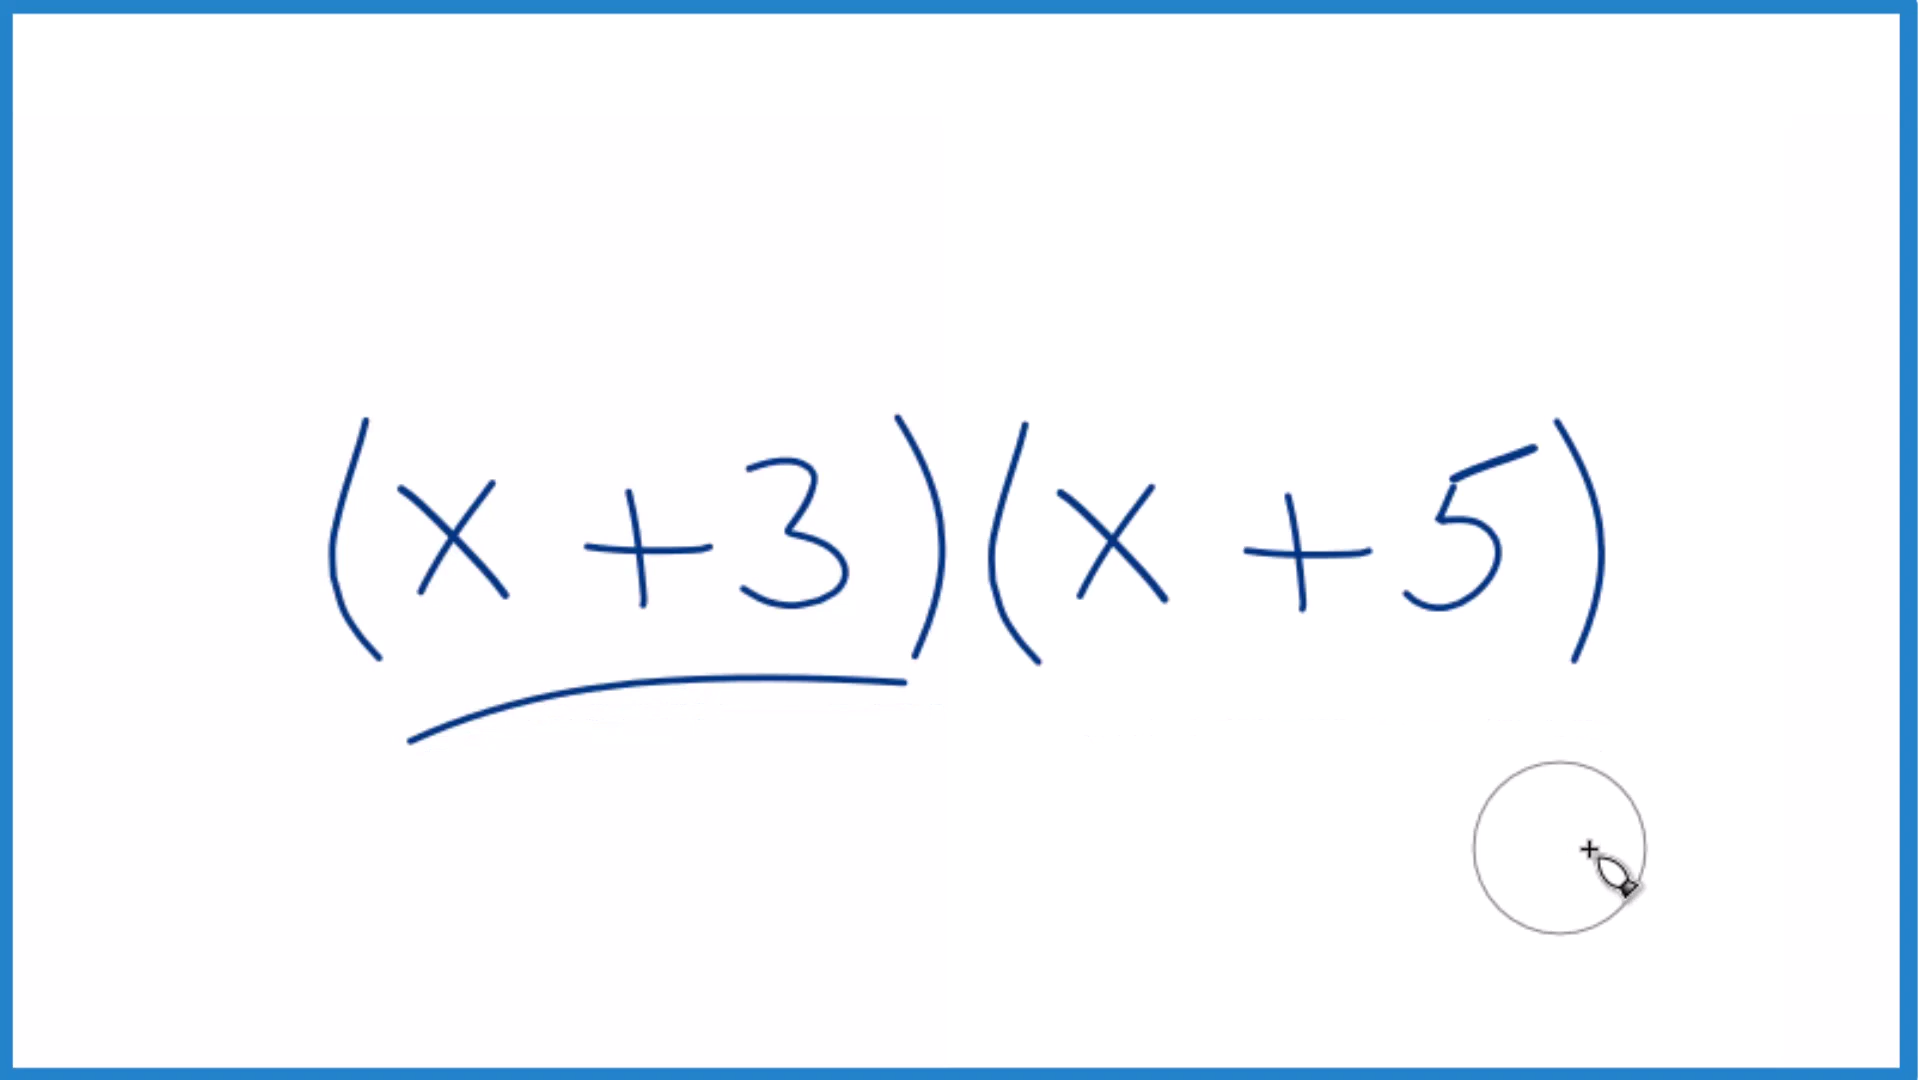 (x + 3)(x + 5)